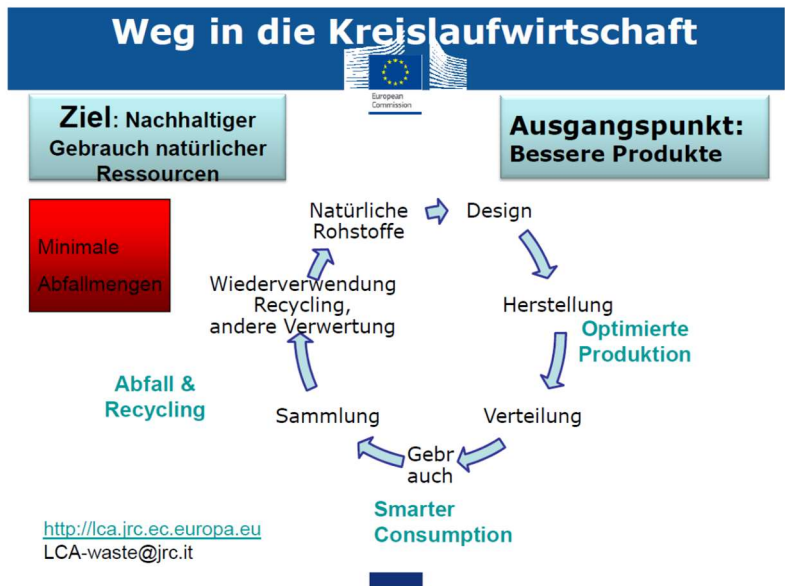 Weg in die Kreislaufwirtschaft
European
Commission
Ziel: Nachhaltiger
Gebrauch natürlicher
Ressourcen
Ausgangspunkt:
Bessere Produkte
Minimale
Abfallmengen
Natürliche
Rohstoffe
Design
Herstellung
Optimierte
Produktion
Verteilung
Gebr
auch
Smarter
Consumption
Sammlung
Abfall &
Recycling
Wiederverwendung
Recycling,
andere Verwertung
http://lca.jrc.ec.europa.eu
LCA-waste@jrc.it